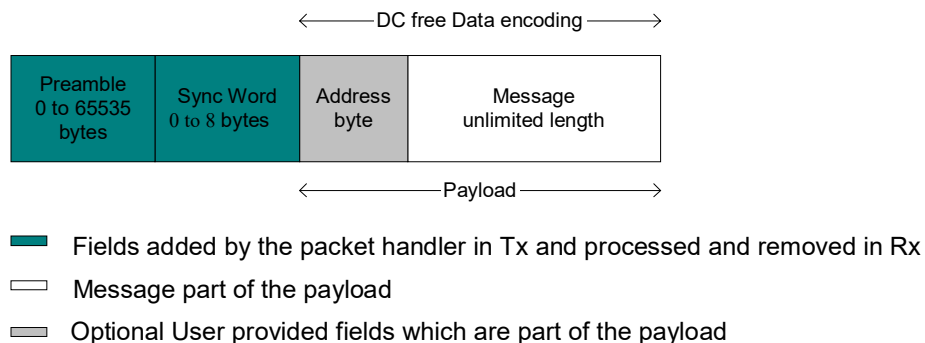 DC free Data encoding
Preamble
0 to 65535
bytes
Sync Word
0 to 8 bytes
Address
byte
Message
unlimited length
Payload
Fields added by the packet handler in Tx and processed and removed in Rx
Message part of the payload
Optional User provided fields which are part of the payload